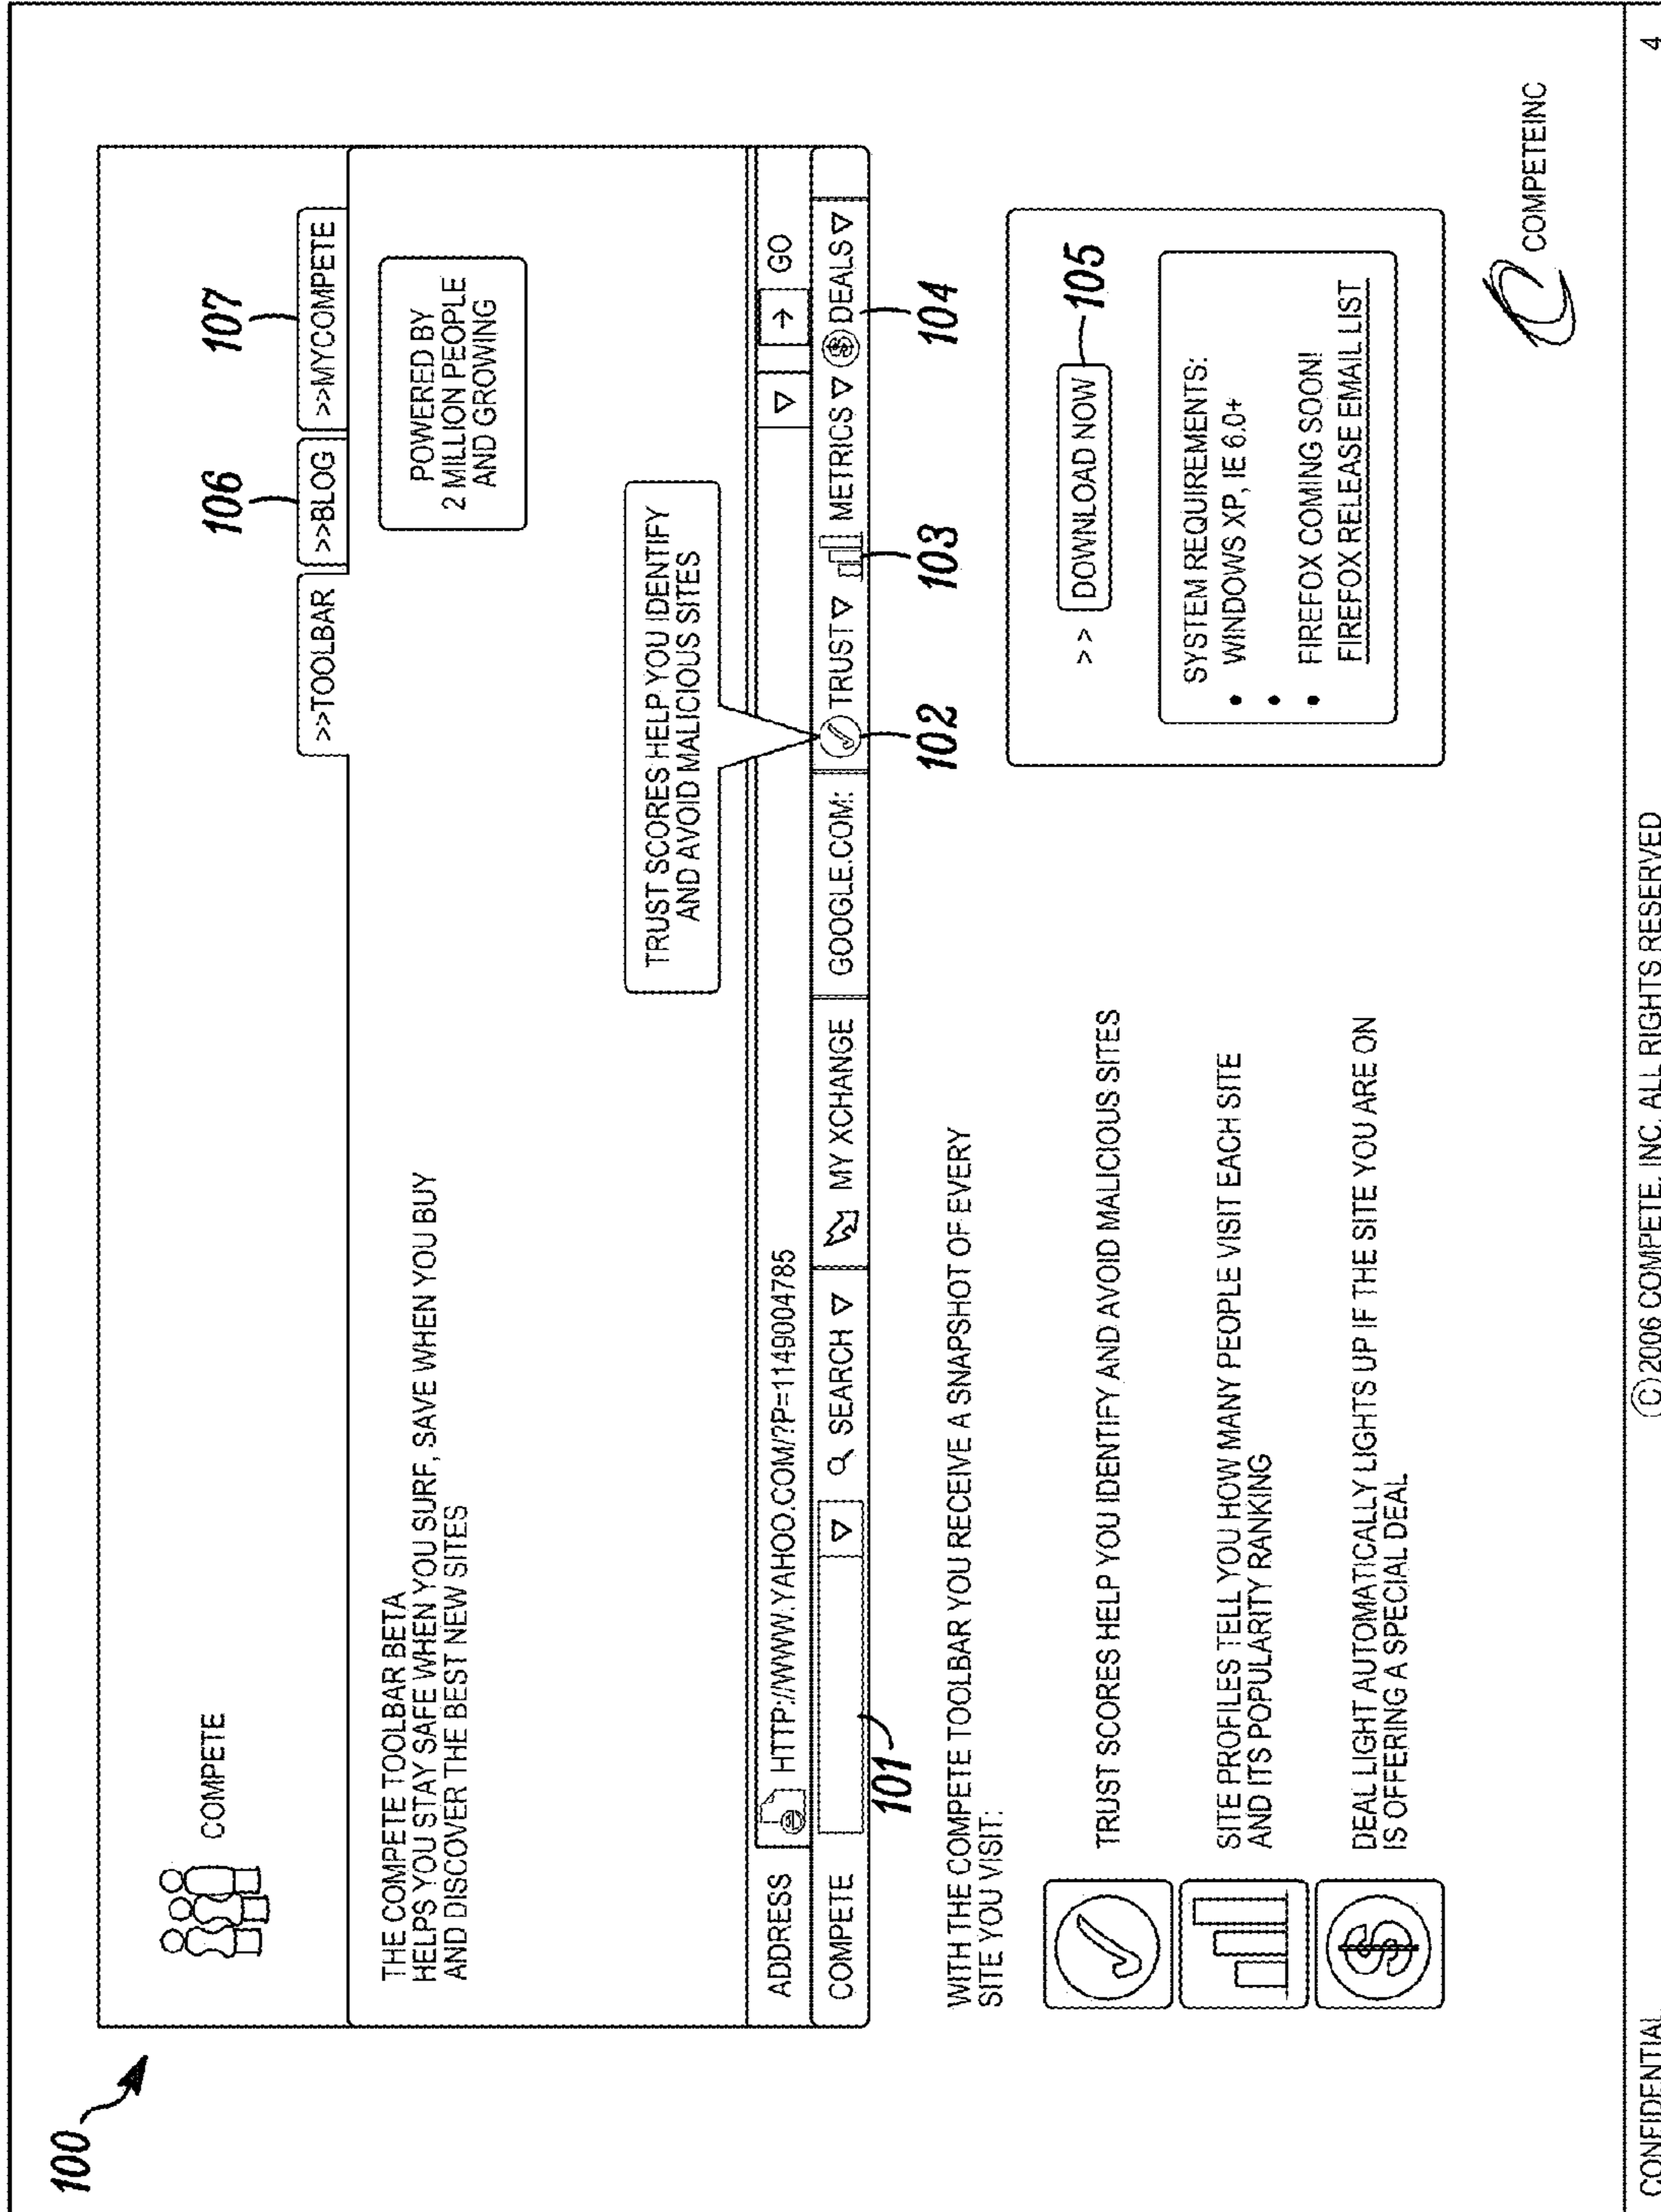 100
COMPETE
106
107
>>TOOLBAR
>>BLOG
>>MYCOMPETE
THE COMPETE TOOLBAR BETA
HELPS YOU STAY SAFE WHEN YOU SURF, SAVE WHEN YOU BUY
AND DISCOVER THE BEST NEW SITES
POWERED BY
2 MILLION PEOPLE
AND GROWING
TRUST SCORES HELP YOU IDENTIFY
AND AVOID MALICIOUS SITES
ADDRESS HTTP://WWW.YAHOO.COM/?P=1149004785 GO
COMPETE SEARCH MY XCHANGE GOOGLE.COM: TRUST METRICS $ DEALS
101
102
103
104
WITH THE COMPETE TOOLBAR YOU RECEIVE A SNAPSHOT OF EVERY
SITE YOU VISIT:
TRUST SCORES HELP YOU IDENTIFY AND AVOID MALICIOUS SITES
SITE PROFILES TELL YOU HOW MANY PEOPLE VISIT EACH SITE
AND ITS POPULARITY RANKING
$
DEAL LIGHT AUTOMATICALLY LIGHTS UP IF THE SITE YOU ARE ON
IS OFFERING A SPECIAL DEAL
>> DOWNLOAD NOW
105
SYSTEM REQUIREMENTS:
• WINDOWS XP, IE 6.0+
•
• FIREFOX COMING SOON!
FIREFOX RELEASE EMAIL LIST
COMPETEINC
CONFIDENTIAL
© 2006 COMPETE, INC. ALL RIGHTS RESERVED
4